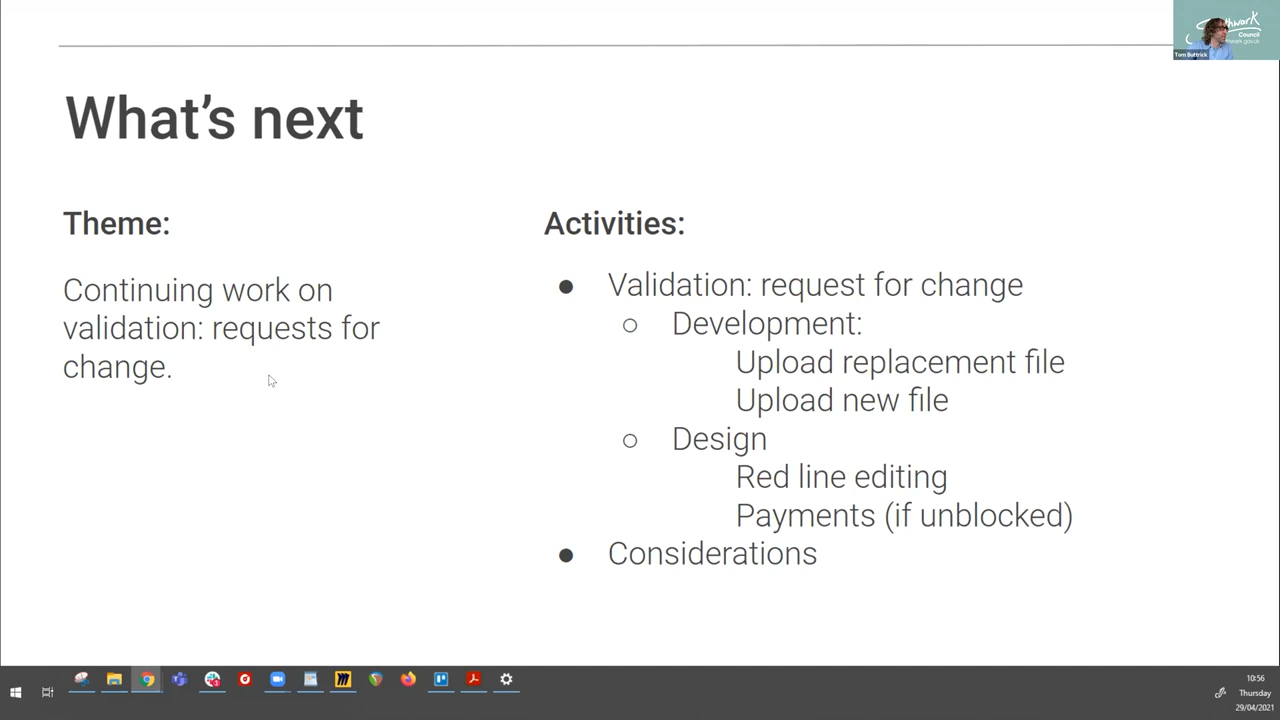 What's next
Theme:
Continuing work on
validation: requests for
change.
Activities:
● Validation: request for change
○ Development:
Upload replacement file
Upload new file
○ Design
Red line editing
Payments (if unblocked)
● Considerations
Council
Tom Buttrick
10:56
Thursday
29/04/2021